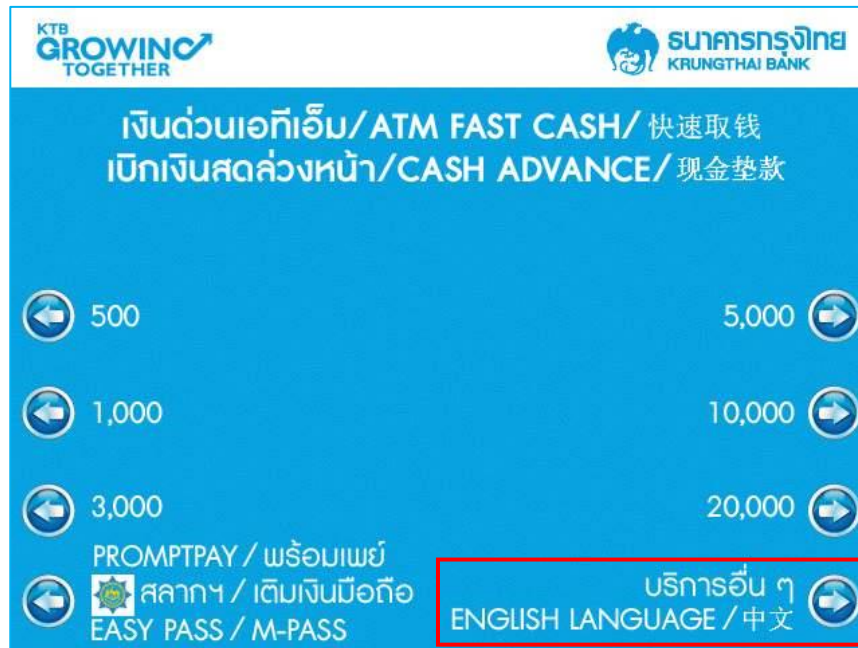 KTB
GROWING
TOGETHER
ธนาคารกรุงไทย
KRUNGTHAI BANK
เงินด่วนเอทีเอ็ม/ATM FAST CASH/快速取钱
เบิกเงินสดล่วงหน้า/CASH ADVANCE/现金垫款
500
5,000
1,000
10,000
3,000
20,000
PROMPTPAY / พร้อมเพย์
สลากฯ / เติมเงินมือถือ
EASY PASS / M-PASS
บริการอื่น ๆ
ENGLISH LANGUAGE / 中文